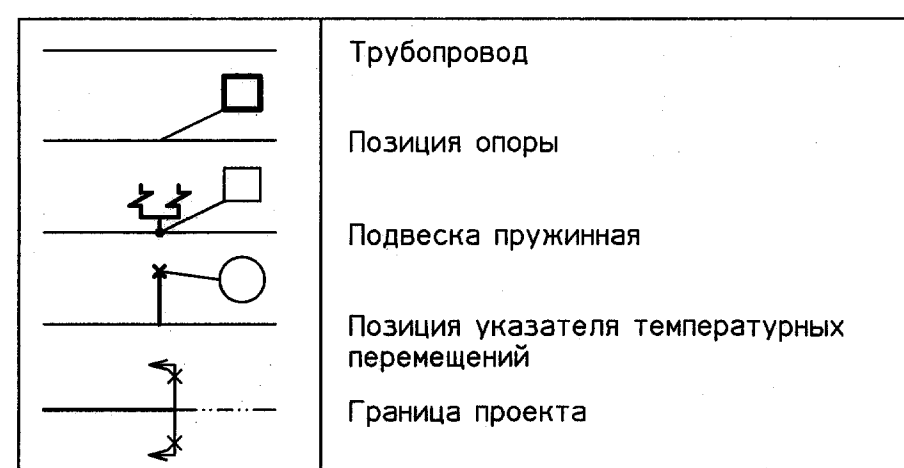 Трубопровод
Позиция опоры
Подвеска пружинная
Позиция указателя температурных
перемещений
Граница проекта